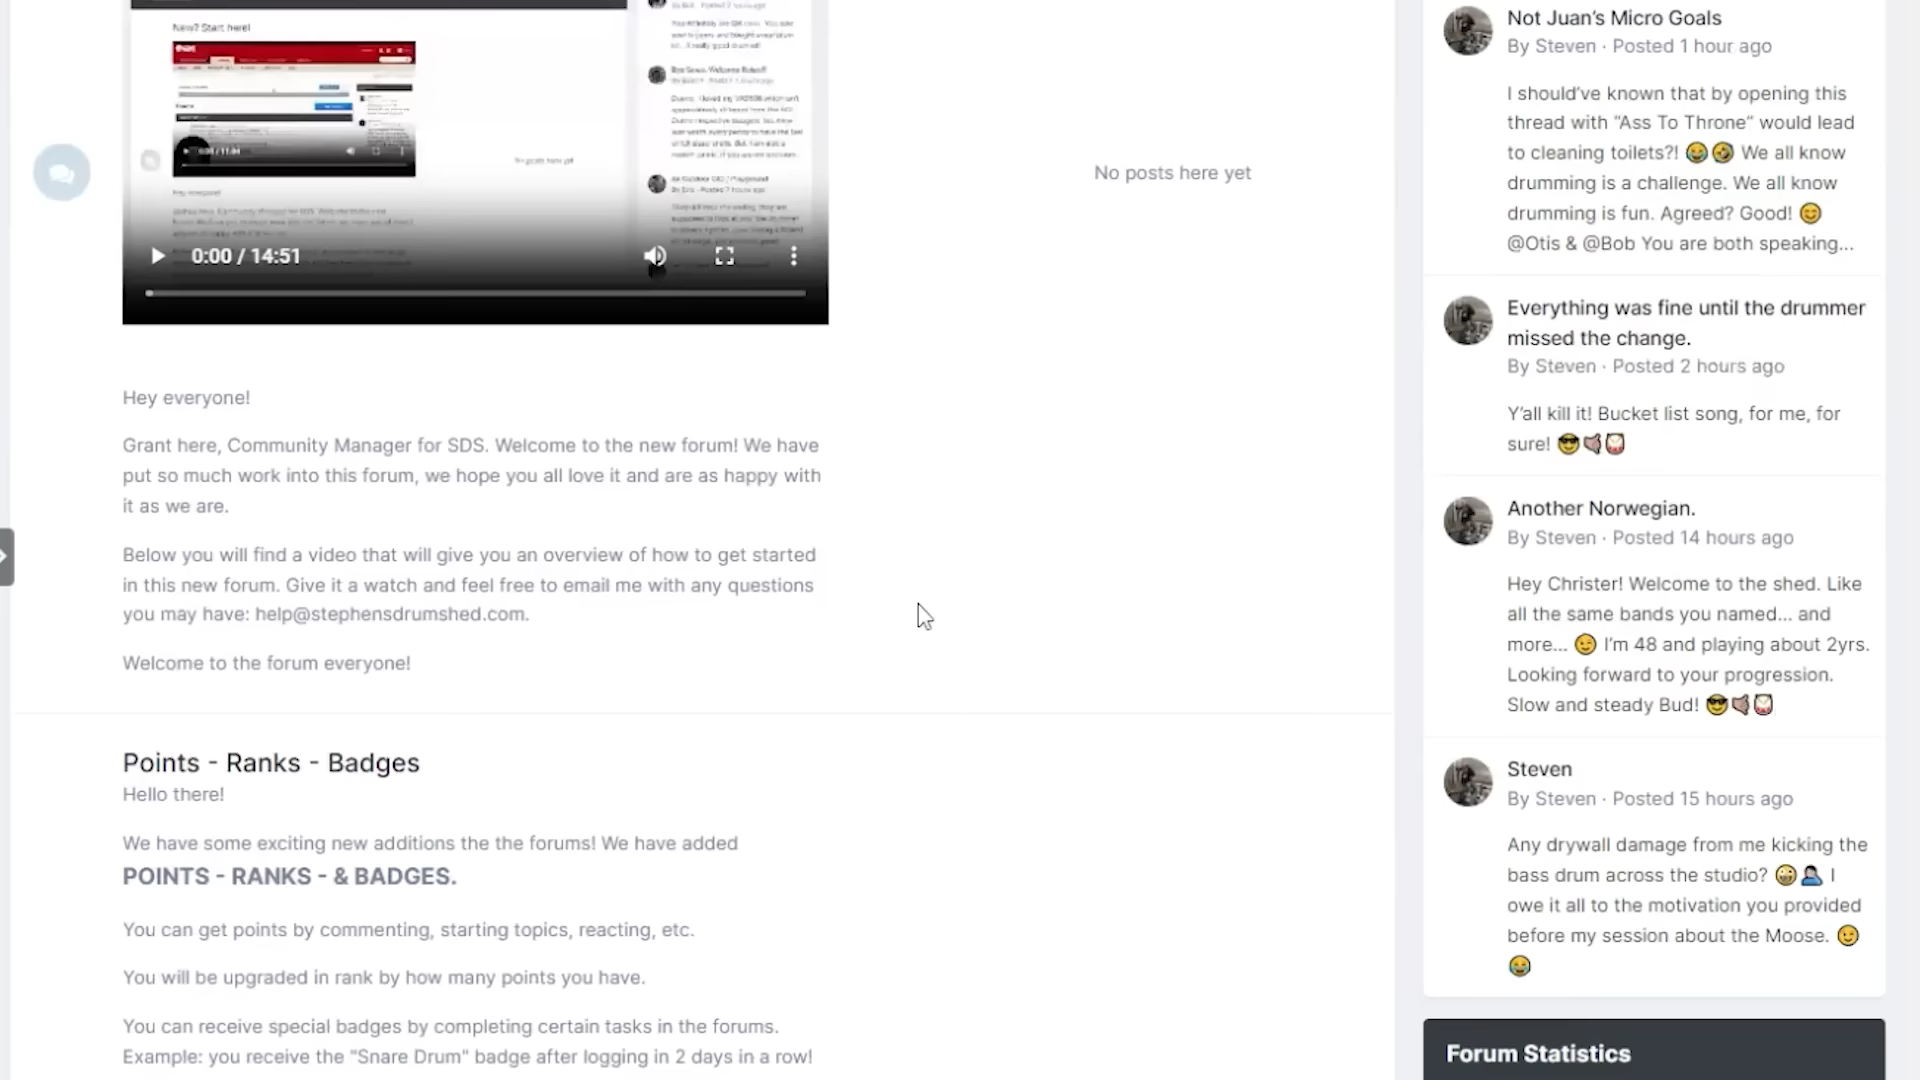 New? Start here!
No posts here yet
0:00 / 14:51
No posts here yet
Hey everyone!
Grant here, Community Manager for SDS. Welcome to the new forum! We have
put so much work into this forum, we hope you all love it and are as happy with
it as we are.
Below you will find a video that will give you an overview of how to get started
in this new forum. Give it a watch and feel free to email me with any questions
you may have: help@stephensdrumshed.com.
Welcome to the forum everyone!
Points - Ranks - Badges
Hello there!
We have some exciting new additions the the forums! We have added
POINTS - RANKS - & BADGES.
You can get points by commenting, starting topics, reacting, etc.
You will be upgraded in rank by how many points you have.
You can receive special badges by completing certain tasks in the forums.
Example: you receive the "Snare Drum" badge after logging in 2 days in a row!
Not Juan's Micro Goals
By Steven · Posted 1 hour ago
I should've known that by opening this
thread with “Ass To Throne” would lead
to cleaning toilets?! 😂🤣 We all know
drumming is a challenge. We all know
drumming is fun. Agreed? Good! 😊
@Otis & @Bob You are both speaking...
Everything was fine until the drummer
missed the change.
By Steven · Posted 2 hours ago
Y'all kill it! Bucket list song, for me, for
sure! 😎🤘🥁
Another Norwegian.
By Steven · Posted 14 hours ago
Hey Christer! Welcome to the shed. Like
all the same bands you named... and
more... 😉 I'm 48 and playing about 2yrs.
Looking forward to your progression.
Slow and steady Bud! 😎🤘🥁
Steven
By Steven · Posted 15 hours ago
Any drywall damage from me kicking the
bass drum across the studio? 😀🤦 I
owe it all to the motivation you provided
before my session about the Moose. 😉
😂
Forum Statistics